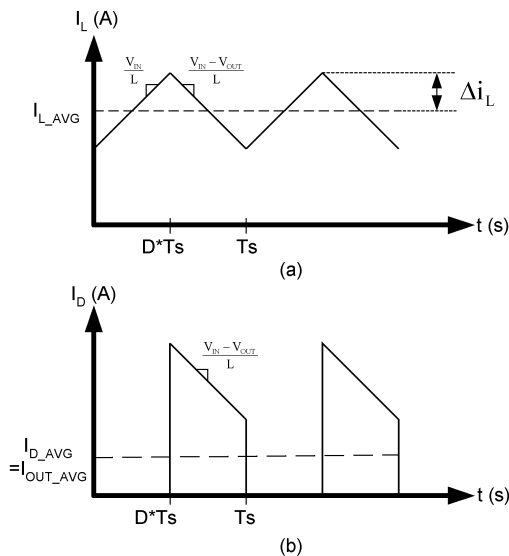 I_L (A)
V_IN/L
V_IN – V_OUT/L
I_L_AVG
Δi_L
t (s)
D*Ts
Ts
(a)
I_D (A)
V_IN – V_OUT/L
I_D_AVG
=I_OUT_AVG
t (s)
D*Ts
Ts
(b)